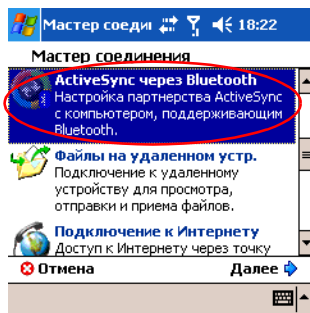 Мастер соеди 18:22
Мастер соединения
ActiveSync через Bluetooth
Настройка партнерства ActiveSync
с компьютером, поддерживающим
Bluetooth.
Файлы на удаленном устр.
Подключение к удаленному
устройству для просмотра,
отправки и приема файлов.
Подключение к Интернету
Доступ к Интернету через точку
Отмена Далее